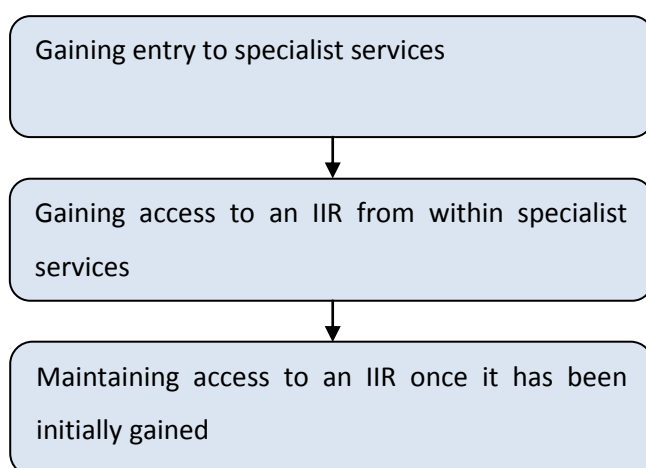 Gaining entry to specialist services
Gaining access to an IIR from within specialist
services
Maintaining access to an IIR once it has been
initially gained